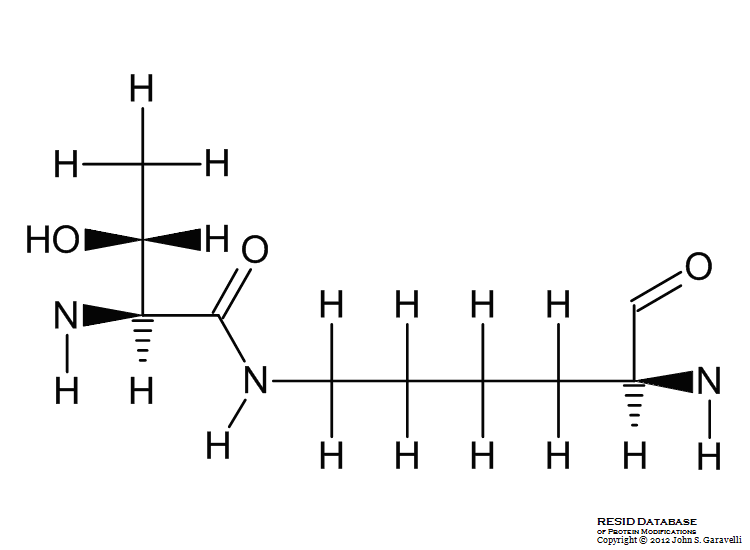 H
H H
HO H O
O
N H H H H
N N
H H
H H H H H H H
RESID DATABASE
OF PROTEIN MODIFICATIONS
Copyright © 2012 John S. Garavelli